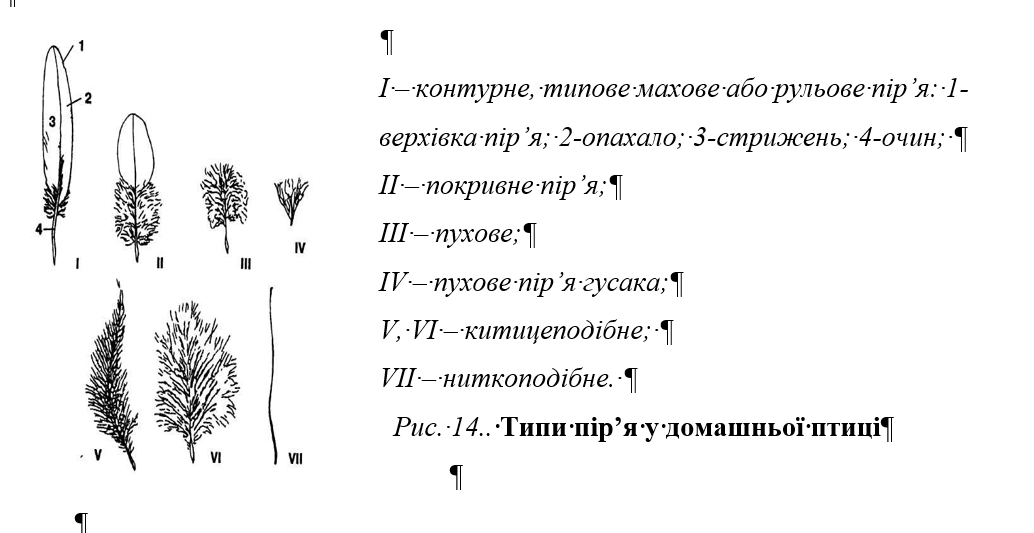 1
2
3
4
I
II
III
IV
V
VI
VII
¶
I·–·контурне,·типове·махове·або·рульове·пір’я:·1-
верхівка·пір’я;·2-опахало;·3-стрижень;·4-очин;·¶
II·–·покривне·пір’я;¶
III·–·пухове;¶
IV·–·пухове·пір’я·гусака;¶
V,·VI·–·китицеподібне;·¶
VII·–·ниткоподібне.·¶
Рис.·14..·Типи·пір’я·у·домашньої·птиці¶
¶
¶